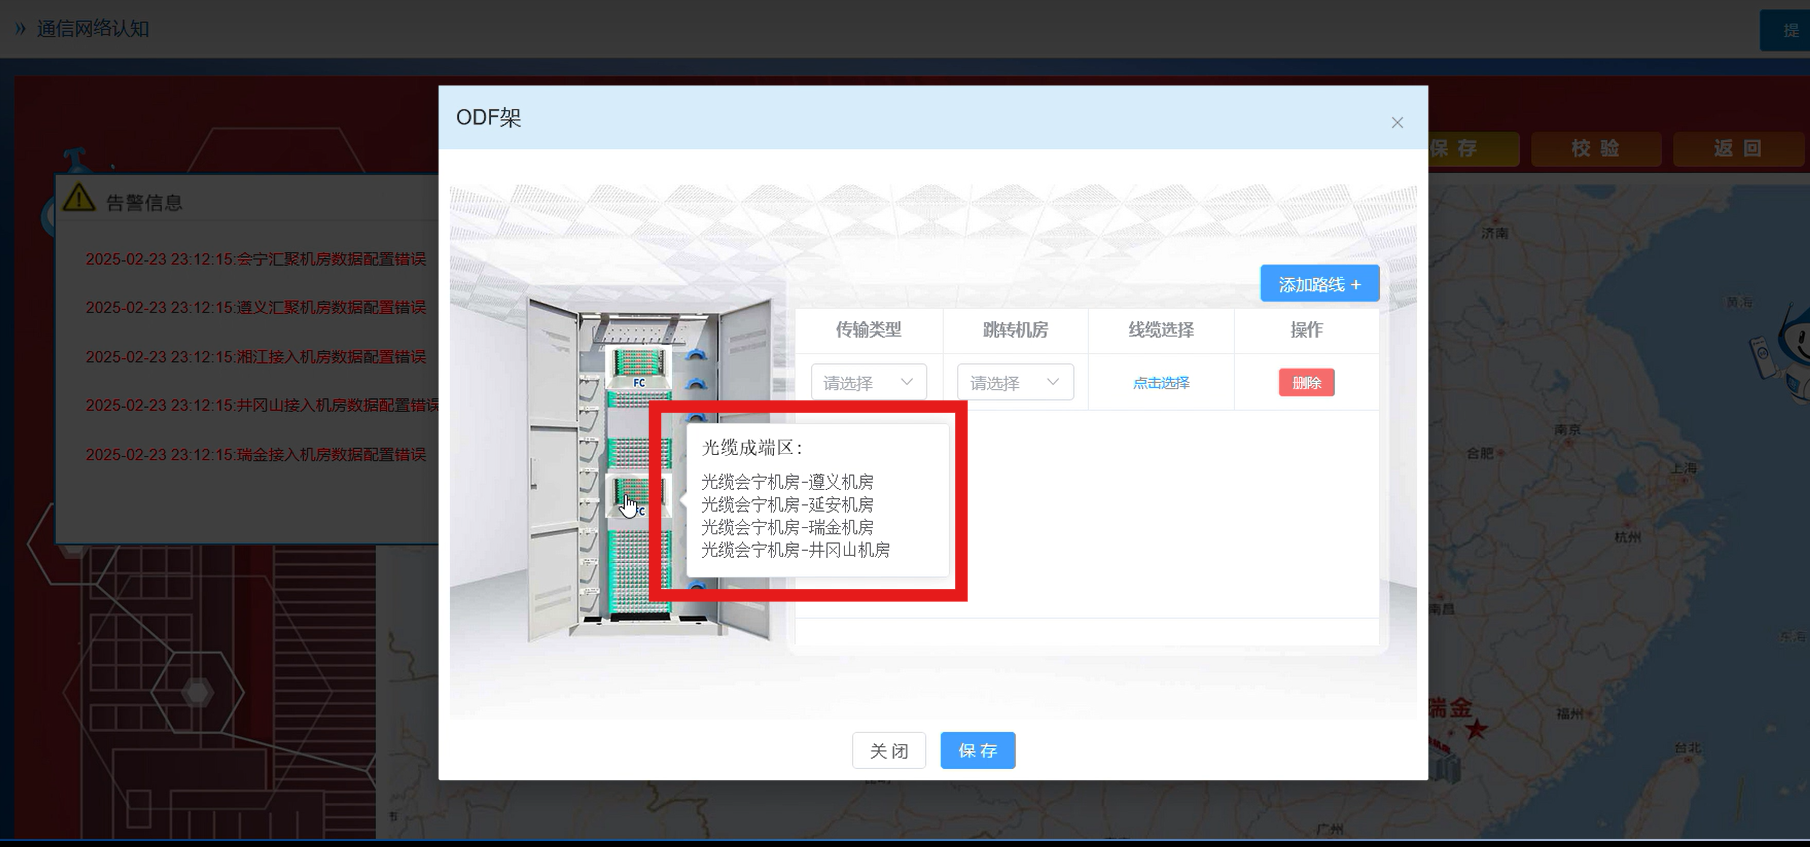 » 通信网络认知
提
ODF架
×
保 存
校 验
返 回
告警信息
2025-02-23 23:12:15:会宁汇聚机房数据配置错误
2025-02-23 23:12:15:遵义汇聚机房数据配置错误
2025-02-23 23:12:15:湘江接入机房数据配置错误
2025-02-23 23:12:15:井冈山接入机房数据配置错误
2025-02-23 23:12:15:瑞金接入机房数据配置错误
添加路线 +
传输类型
跳转机房
线缆选择
操作
请选择
请选择
点击选择
删除
FC
FC
光缆成端区：
光缆会宁机房-遵义机房
光缆会宁机房-延安机房
光缆会宁机房-瑞金机房
光缆会宁机房-井冈山机房
关 闭
保 存
济南
黄海
南京
合肥
上海
杭州
南昌
东海
瑞金
福州
台北
广州